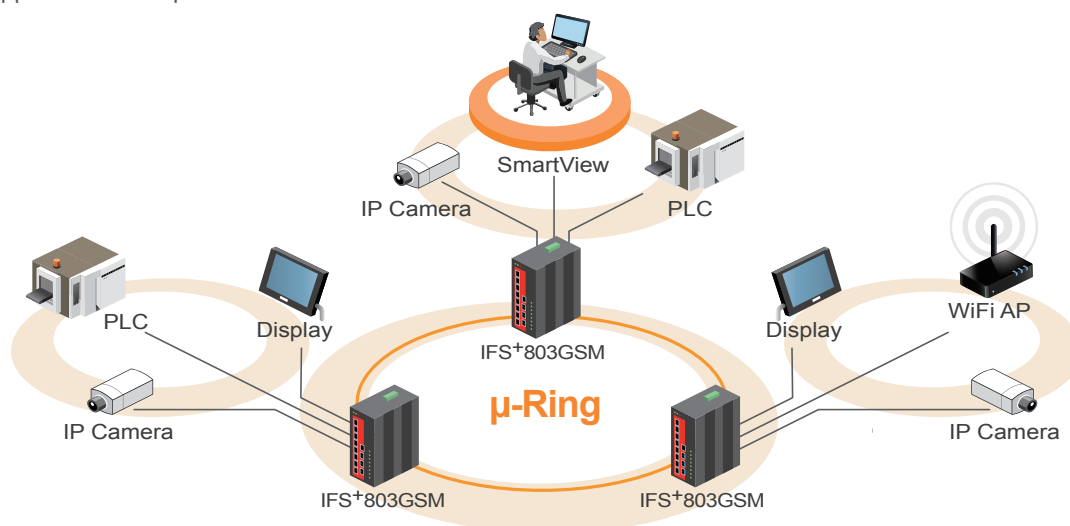 SmartView
IP Camera
PLC
PLC
Display
Display
WiFi AP
IFS+803GSM
μ-Ring
IP Camera
IP Camera
IFS+803GSM
IFS+803GSM